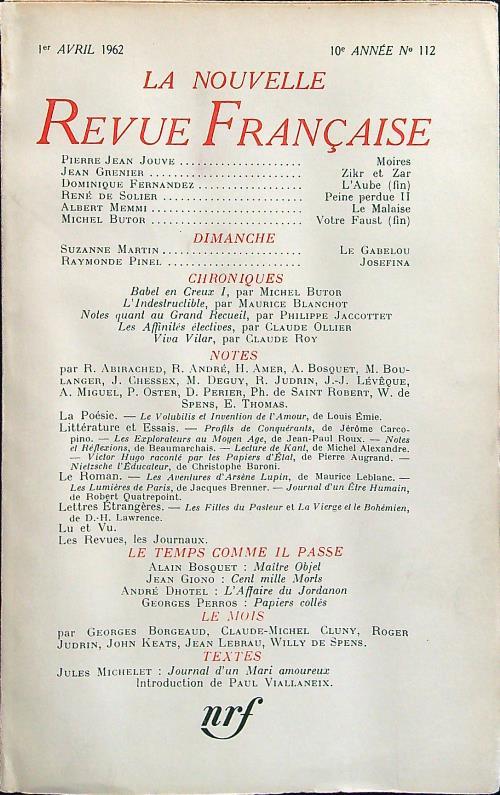 1er AVRIL 1962 10e ANNÉE No 112
LA NOUVELLE
REVUE FRANÇAISE
PIERRE JEAN JOUVE ...................... Moires
JEAN GRENIER ......................... Zikr et Zar
DOMINIQUE FERNANDEZ ............... L'Aube (fin)
RENÉ DE SOLIER .................... Peine perdue II
ALBERT MEMMI ...................... Le Malaise
MICHEL BUTOR .................. Votre Faust (fin)
DIMANCHE
SUZANNE MARTIN .................... LE GABELOU
RAYMONDE PINEL .................... JOSEFINA
CHRONIQUES
Babel en Creux I, par MICHEL BUTOR
L'Indestructible, par MAURICE BLANCHOT
Notes quant au Grand Recueil, par PHILIPPE JACCOTTET
Les Affinités électives, par CLAUDE OLLIER
Viva Vilar, par CLAUDE ROY
NOTES
par R. ABIRACHED, R. ANDRÉ, H. AMER, A. BOSQUET, M. BOU-
LANGER, J. CHESSEX, M. DEGUY, R. JUDRIN, J.-J. LÉVÊQUE,
A. MIGUEL, P. OSTER, D. PERIER, PH. DE SAINT ROBERT, W. DE
SPENS, E. THOMAS.
La Poésie. — Le Volubilis et Invention de l'Amour, de Louis Émie.
Littérature et Essais. — Profils de Conquérants, de Jérôme Carco-
pino. — Les Explorateurs au Moyen Age, de Jean-Paul Roux. — Notes
et Réflexions, de Beaumarchais. — Lecture de Kant, de Michel Alexandre.
— Victor Hugo raconté par les Papiers d'État, de Pierre Augrand. —
Nietzsche l'Éducateur, de Christophe Baroni.
Le Roman. — Les Aventures d'Arsène Lupin, de Maurice Leblanc. —
Les Lumières de Paris, de Jacques Brenner. — Journal d'un Être Humain,
de Robert Quatrepoint.
Lettres Étrangères. — Les Filles du Pasteur et La Vierge et le Bohémien,
de D.-H. Lawrence.
Lu et Vu.
Les Revues, les Journaux.
LE TEMPS COMME IL PASSE
ALAIN BOSQUET : Maître Objet
JEAN GIONO : Cent mille Morts
ANDRÉ DHOTEL : L'Affaire du Jordanon
GEORGES PERROS : Papiers collés
LE MOIS
par GEORGES BORGEAUD, CLAUDE-MICHEL CLUNY, ROGER
JUDRIN, JOHN KEATS, JEAN LEBRAU, WILLY DE SPENS.
TEXTES
JULES MICHELET : Journal d'un Mari amoureux
Introduction de PAUL VIALLANEIX.
nrf